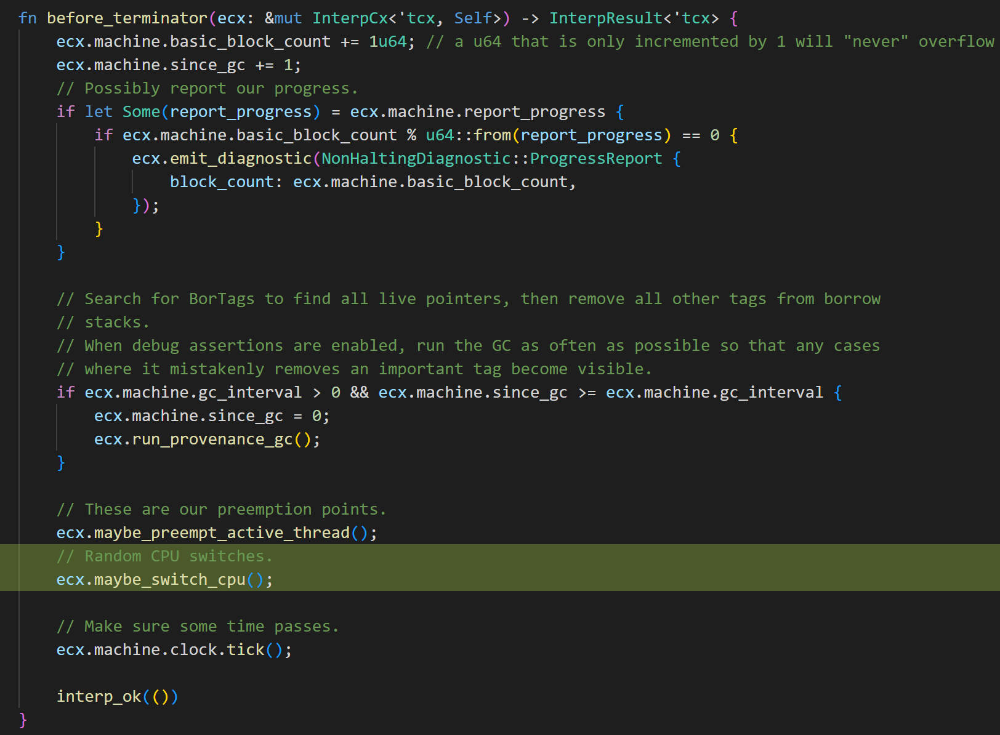 fn before_terminator(ecx: &mut InterpCx<'tcx, Self>) -> InterpResult<'tcx> {
    ecx.machine.basic_block_count += 1u64; // a u64 that is only incremented by 1 will "never" overflow
    ecx.machine.since_gc += 1;
    // Possibly report our progress.
    if let Some(report_progress) = ecx.machine.report_progress {
        if ecx.machine.basic_block_count % u64::from(report_progress) == 0 {
            ecx.emit_diagnostic(NonHaltingDiagnostic::ProgressReport {
                block_count: ecx.machine.basic_block_count,
            });
        }
    }

    // Search for BorTags to find all live pointers, then remove all other tags from borrow
    // stacks.
    // When debug assertions are enabled, run the GC as often as possible so that any cases
    // where it mistakenly removes an important tag become visible.
    if ecx.machine.gc_interval > 0 && ecx.machine.since_gc >= ecx.machine.gc_interval {
        ecx.machine.since_gc = 0;
        ecx.run_provenance_gc();
    }

    // These are our preemption points.
    ecx.maybe_preempt_active_thread();
    // Random CPU switches.
    ecx.maybe_switch_cpu();

    // Make sure some time passes.
    ecx.machine.clock.tick();

    interp_ok(())
}